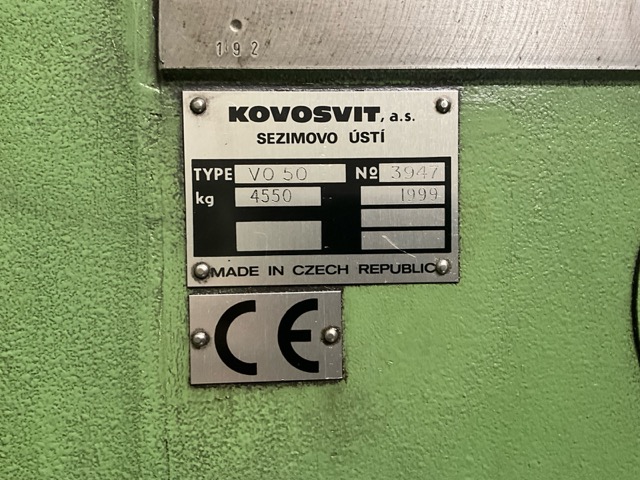 192
KOVOSVIT, a.s.
SEZIMOVO ÚSTÍ
TYPE VO 50 № 3947
kg 4550 1999
MADE IN CZECH REPUBLIC
CE